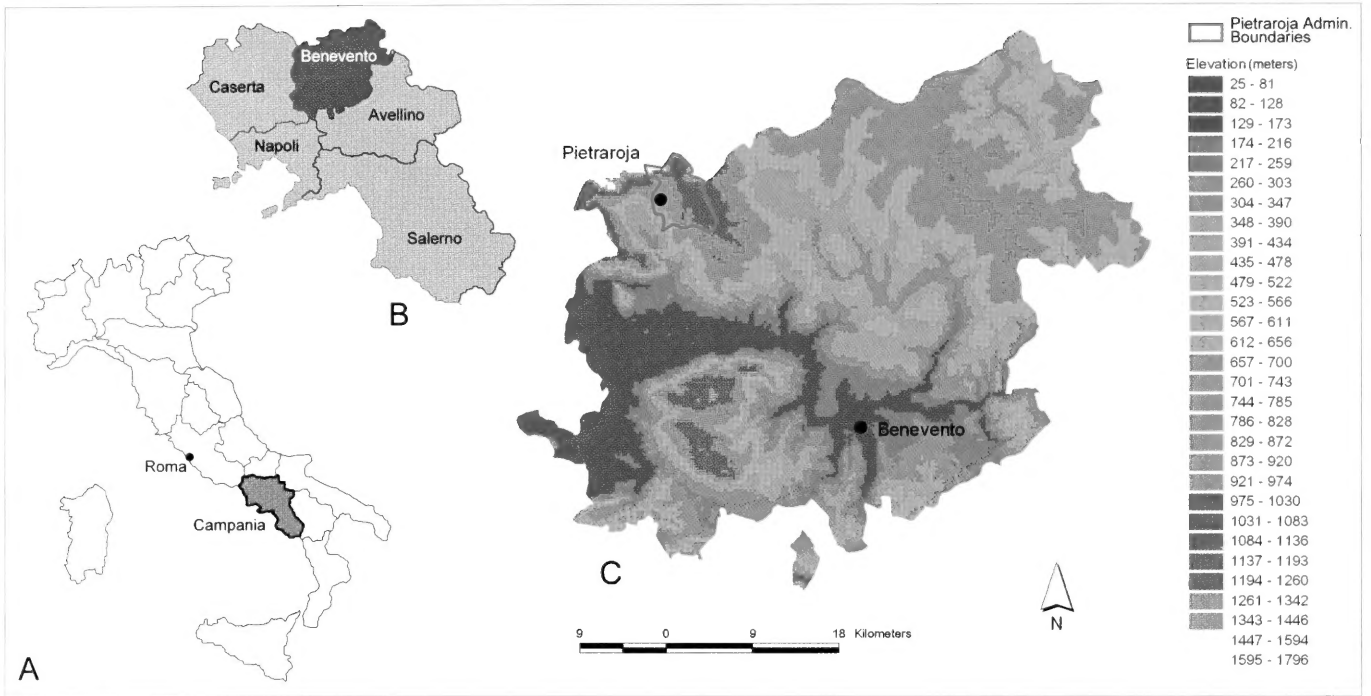 Benevento
Caserta
Avellino
Napoli
Salerno
B
Roma
Campania
A
Pietraroja
Benevento
C
N
9 0 9 18 Kilometers
Pietraroja Admin.
Boundaries
Elevation (meters)
25 - 81
82 - 128
129 - 173
174 - 216
217 - 259
260 - 303
304 - 347
348 - 390
391 - 434
435 - 478
479 - 522
523 - 566
567 - 611
612 - 656
657 - 700
701 - 743
744 - 785
786 - 828
829 - 872
873 - 920
921 - 974
975 - 1030
1031 - 1083
1084 - 1136
1137 - 1193
1194 - 1260
1261 - 1342
1343 - 1446
1447 - 1594
1595 - 1796